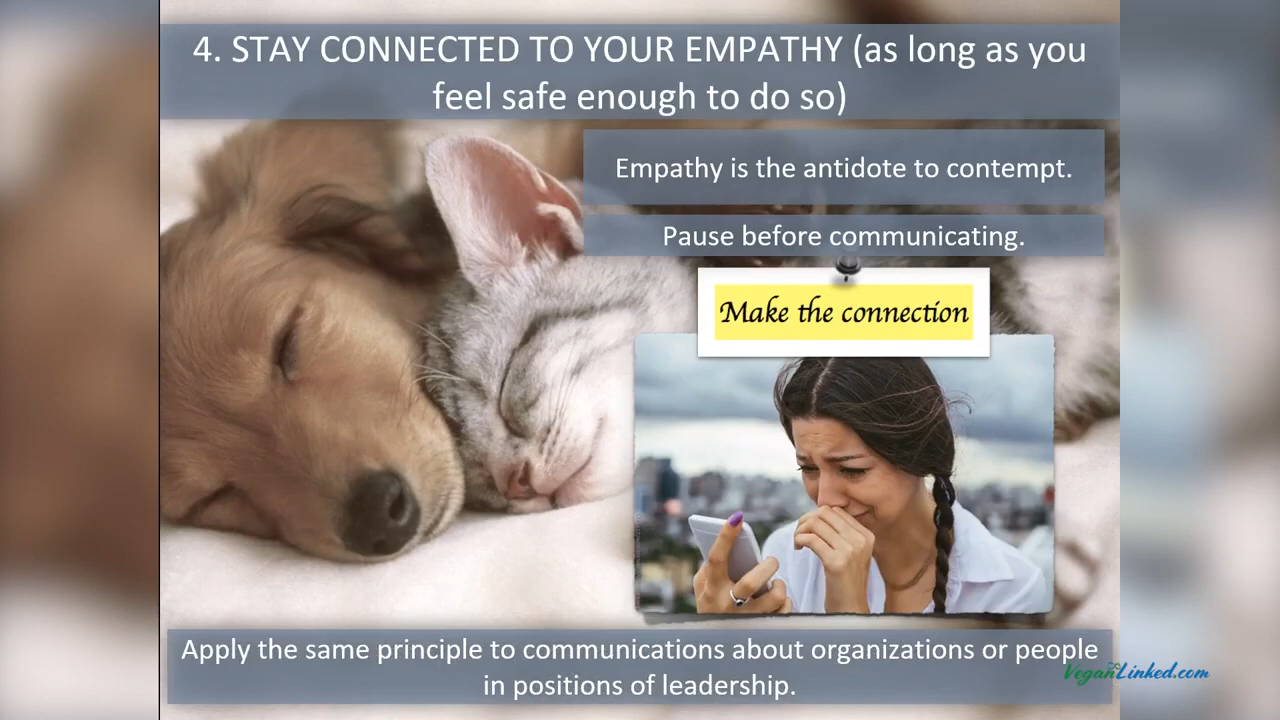 4. STAY CONNECTED TO YOUR EMPATHY (as long as you
feel safe enough to do so)
Empathy is the antidote to contempt.
Pause before communicating.
Make the connection
Apply the same principle to communications about organizations or people
in positions of leadership.
VeganLinked.com